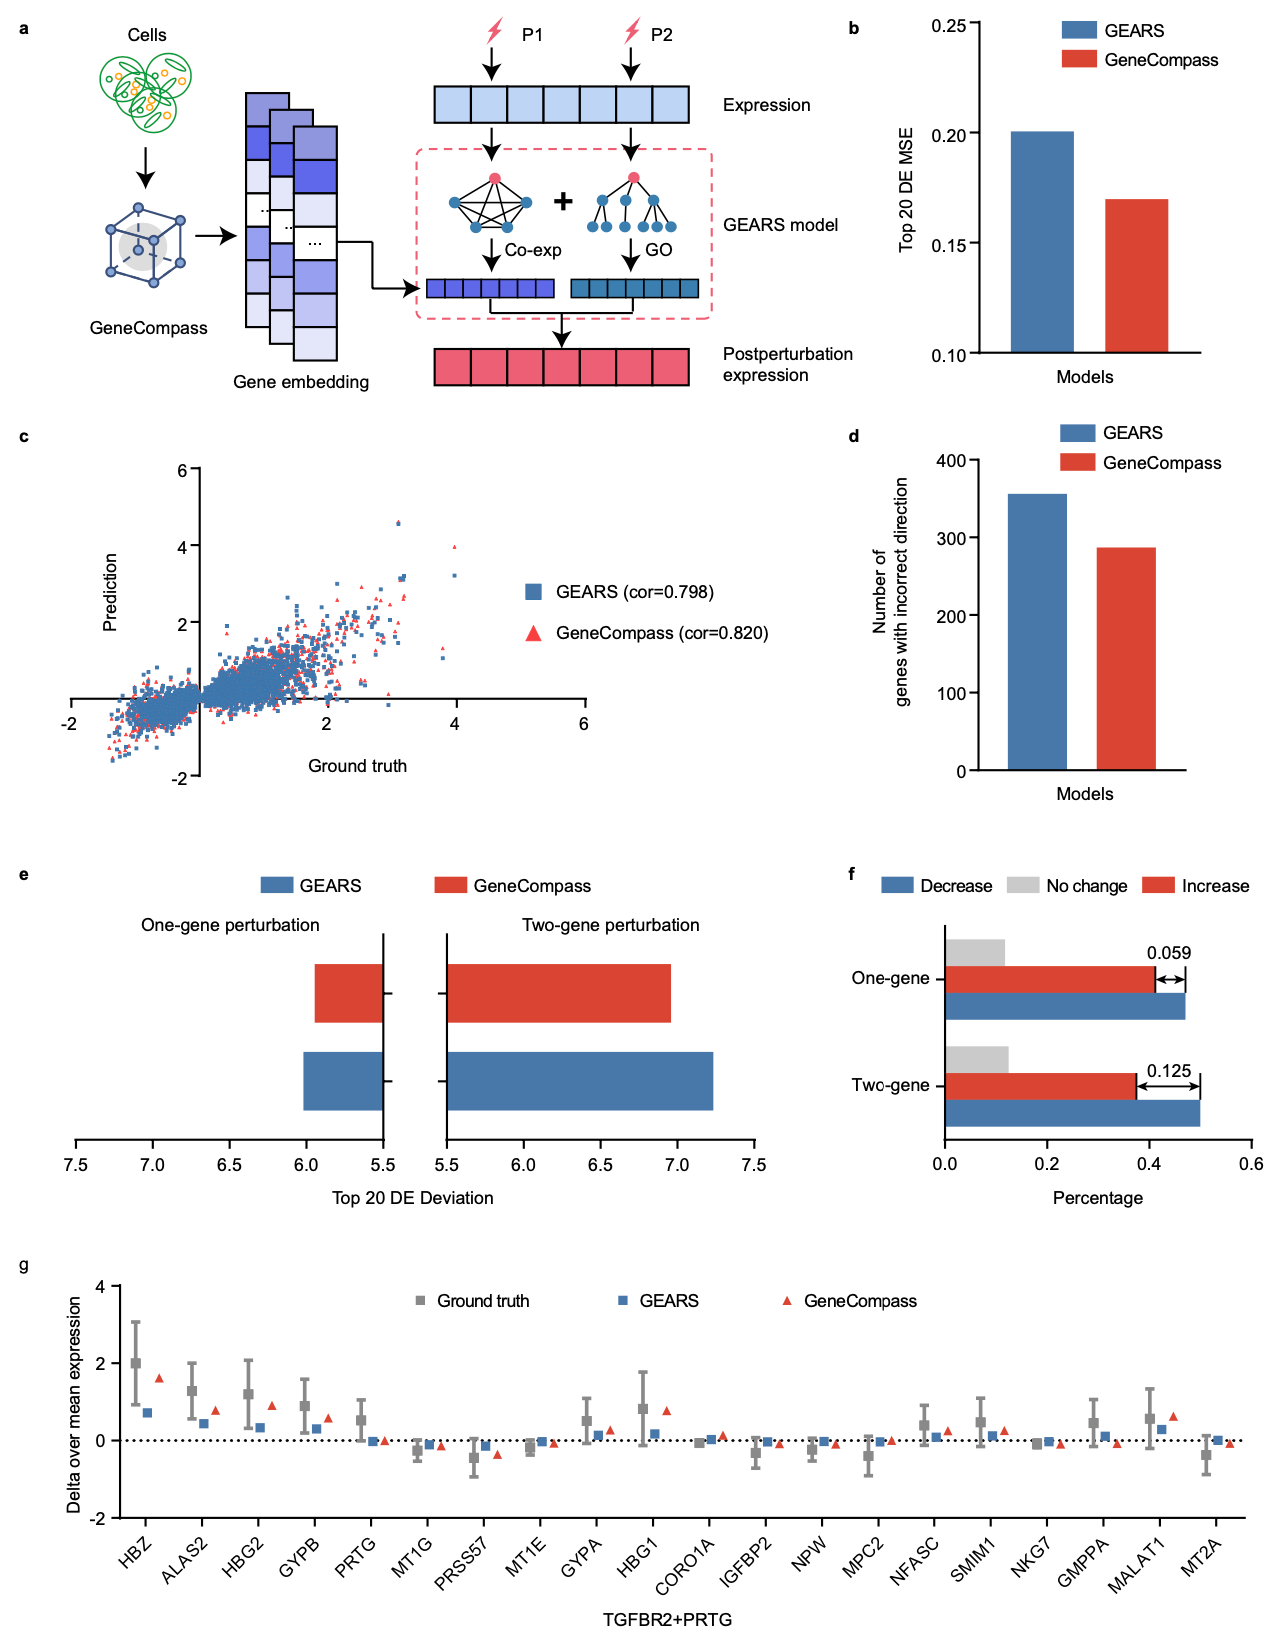 a
Cells
GeneCompass
...
...
...
Gene embedding
P1
P2
Expression
+
GEARS model
Co-exp
GO
Postperturbation
expression
b
GEARS
GeneCompass
Top 20 DE MSE
0.25
0.20
0.15
0.10
Models
c
Prediction
6
4
2
-2
-2
2
4
6
Ground truth
GEARS (cor=0.798)
GeneCompass (cor=0.820)
d
GEARS
GeneCompass
Number of
genes with incorrect direction
400
300
200
100
0
Models
e
GEARS
GeneCompass
One-gene perturbation
Two-gene perturbation
7.5 7.0 6.5 6.0 5.5
5.5 6.0 6.5 7.0 7.5
Top 20 DE Deviation
f
Decrease
No change
Increase
One-gene
0.059
Two-gene
0.125
0.0 0.2 0.4 0.6
Percentage
g
Ground truth
GEARS
GeneCompass
Delta over mean expression
4
2
0
-2
HBZ
ALAS2
HBG2
GYPB
PRTG
MT1G
PRSS57
MT1E
GYPA
HBG1
CORO1A
IGFBP2
NPW
MPC2
NFASC
SMIM1
NKG7
GMPPA
MALAT1
MT2A
TGFBR2+PRTG